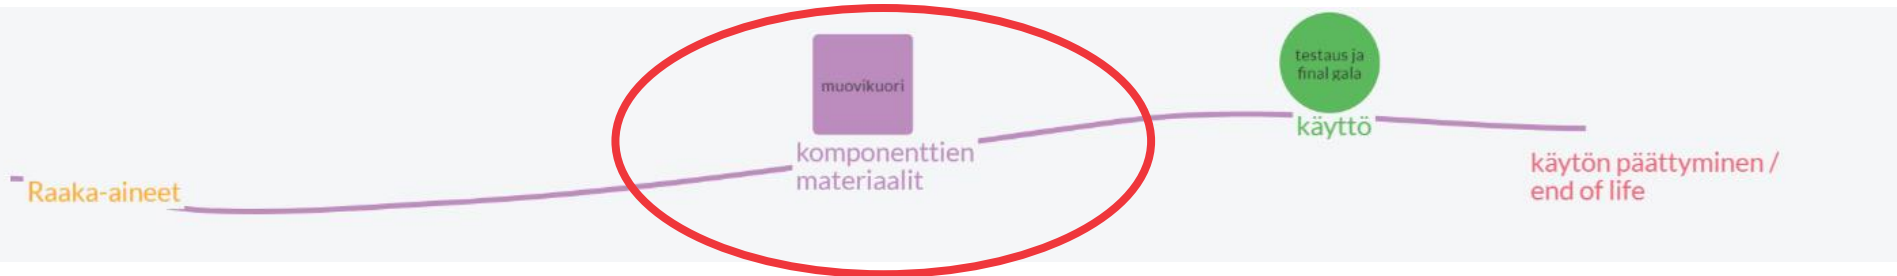 Raaka-aineet
muovikuori
komponenttien
materiaalit
testaus ja
final gala
käyttö
käytön päättyminen /
end of life